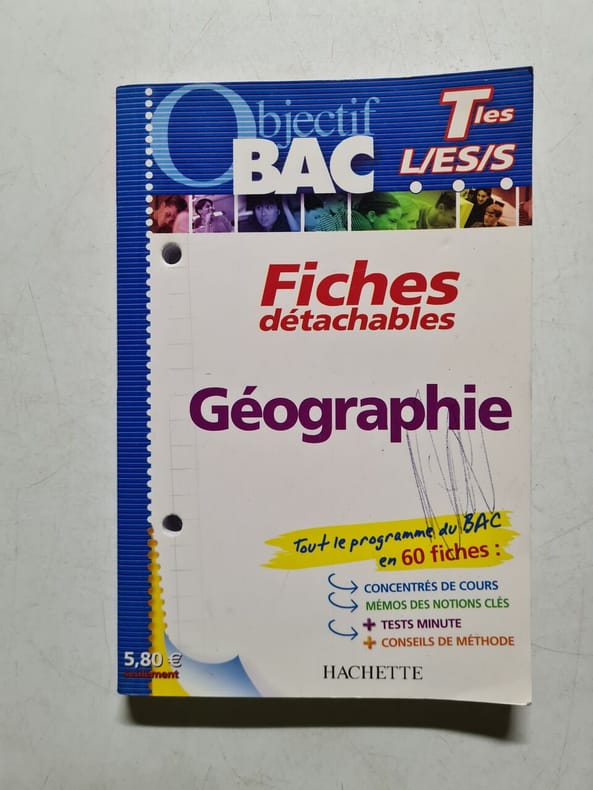 Objectif
BAC
Tles
L/ES/S
Fiches
détachables
Géographie
Tout le programme du BAC
en 60 fiches :
CONCENTRÉS DE COURS
MÉMOS DES NOTIONS CLÉS
+ TESTS MINUTE
+ CONSEILS DE MÉTHODE
5,80 €
seulement
HACHETTE